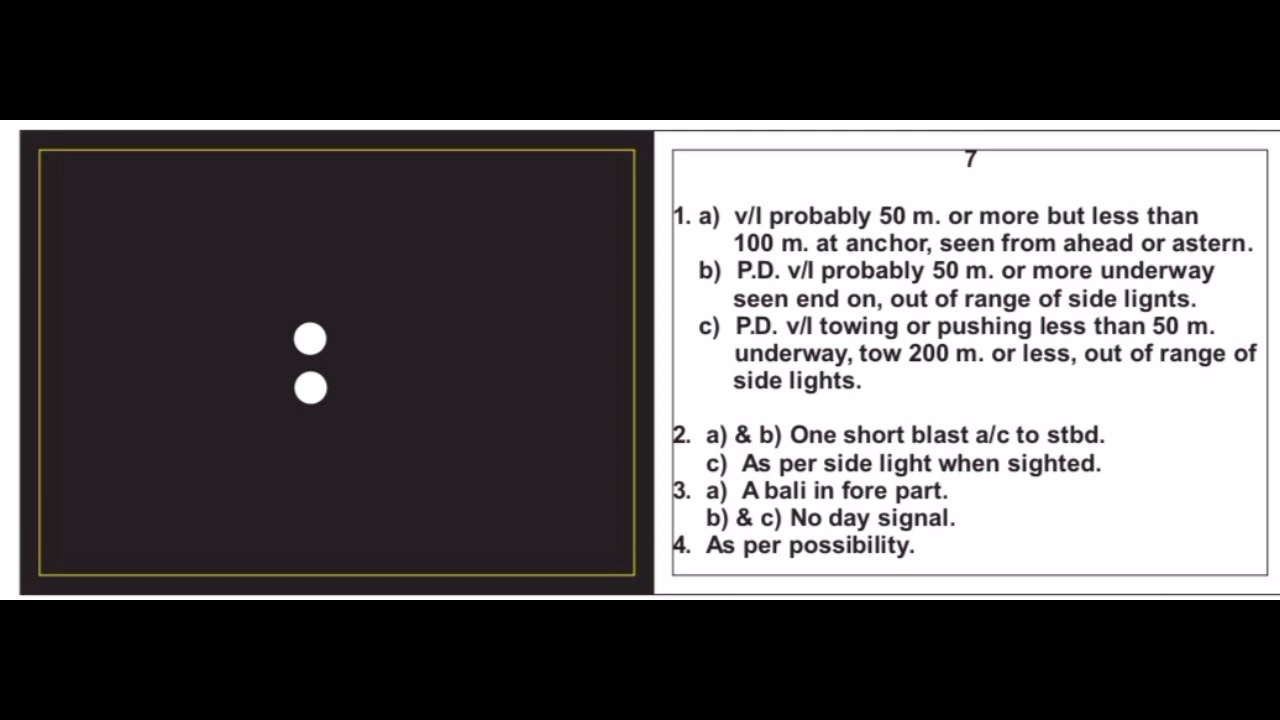 7
1. a) v/l probably 50 m. or more but less than
100 m. at anchor, seen from ahead or astern.
b) P.D. v/l probably 50 m. or more underway
seen end on, out of range of side lignts.
c) P.D. v/l towing or pushing less than 50 m.
underway, tow 200 m. or less, out of range of
side lights.
2. a) & b) One short blast a/c to stbd.
c) As per side light when sighted.
3. a) A bali in fore part.
b) & c) No day signal.
4. As per possibility.